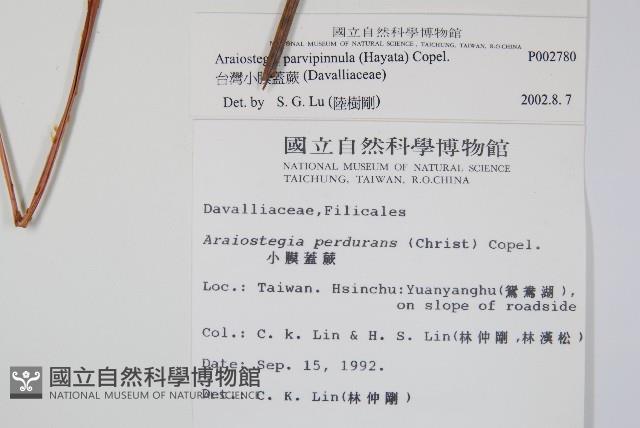 國立自然科學博物館
NATIONAL MUSEUM OF NATURAL SCIENCE, TAICHUNG, TAIWAN, R.O.CHINA
Araiostegia parvipinnula (Hayata) Copel. P002780
台灣小膜蓋蕨 (Davalliaceae)
Det. by S. G. Lu (陸樹剛) 2002.8. 7
國立自然科學博物館
NATIONAL MUSEUM OF NATURAL SCIENCE
TAICHUNG, TAIWAN, R.O.CHINA
Davalliaceae,Filicales
Araiostegia perdurans (Christ) Copel.
小膜蓋蕨
Loc.: Taiwan. Hsinchu:Yuanyanghu(鴛鴦湖),
on slope of roadside
Col.: C. k. Lin & H. S. Lin(林仲剛,林漢松)
Date: Sep. 15, 1992.
Det.: C. K. Lin(林仲剛)
國立自然科學博物館
NATIONAL MUSEUM OF NATURAL SCIENCE